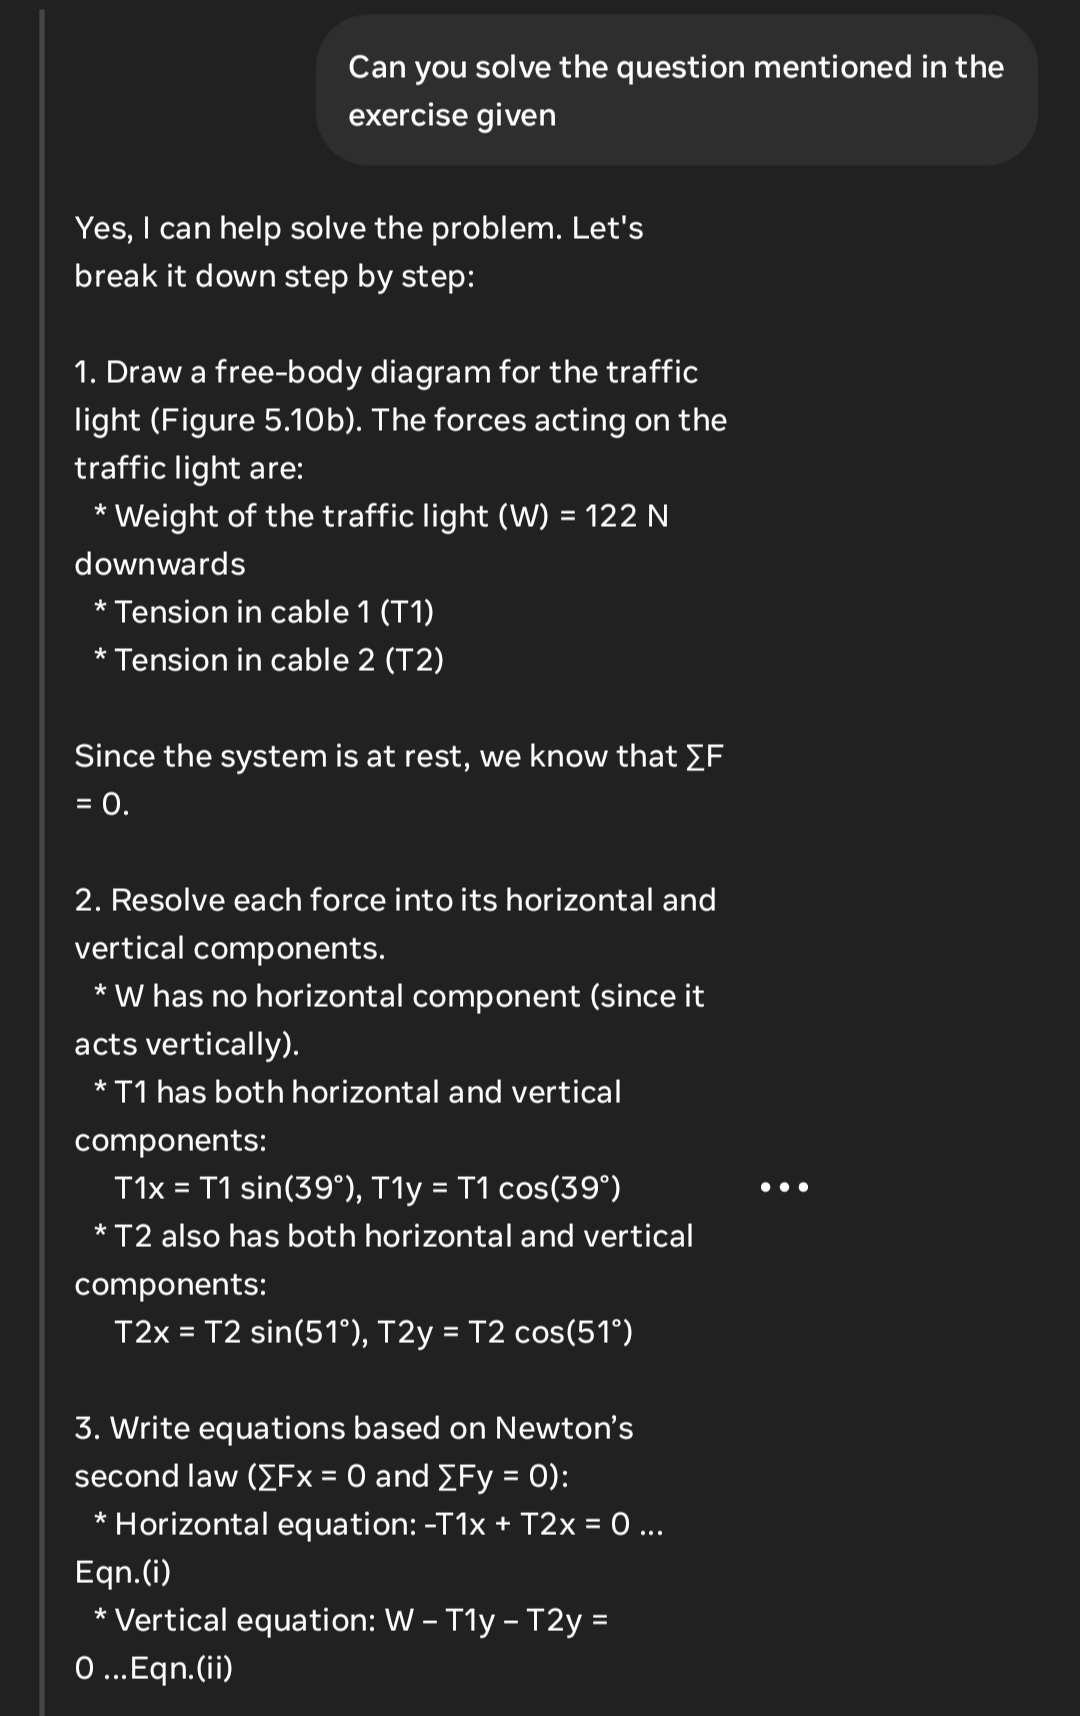 Can you solve the question mentioned in the
exercise given
Yes, I can help solve the problem. Let's
break it down step by step:
1. Draw a free-body diagram for the traffic
light (Figure 5.10b). The forces acting on the
traffic light are:
* Weight of the traffic light (W) = 122 N
downwards
* Tension in cable 1 (T1)
* Tension in cable 2 (T2)
Since the system is at rest, we know that ∑F
= 0.
2. Resolve each force into its horizontal and
vertical components.
* W has no horizontal component (since it
acts vertically).
* T1 has both horizontal and vertical
components:
T1x = T1 sin(39°), T1y = T1 cos(39°)
* T2 also has both horizontal and vertical
components:
T2x = T2 sin(51°), T2y = T2 cos(51°)
3. Write equations based on Newton’s
second law (∑Fx = 0 and ∑Fy = 0):
* Horizontal equation: -T1x + T2x = 0 ...
Eqn.(i)
* Vertical equation: W – T1y – T2y =
0 ...Eqn.(ii)